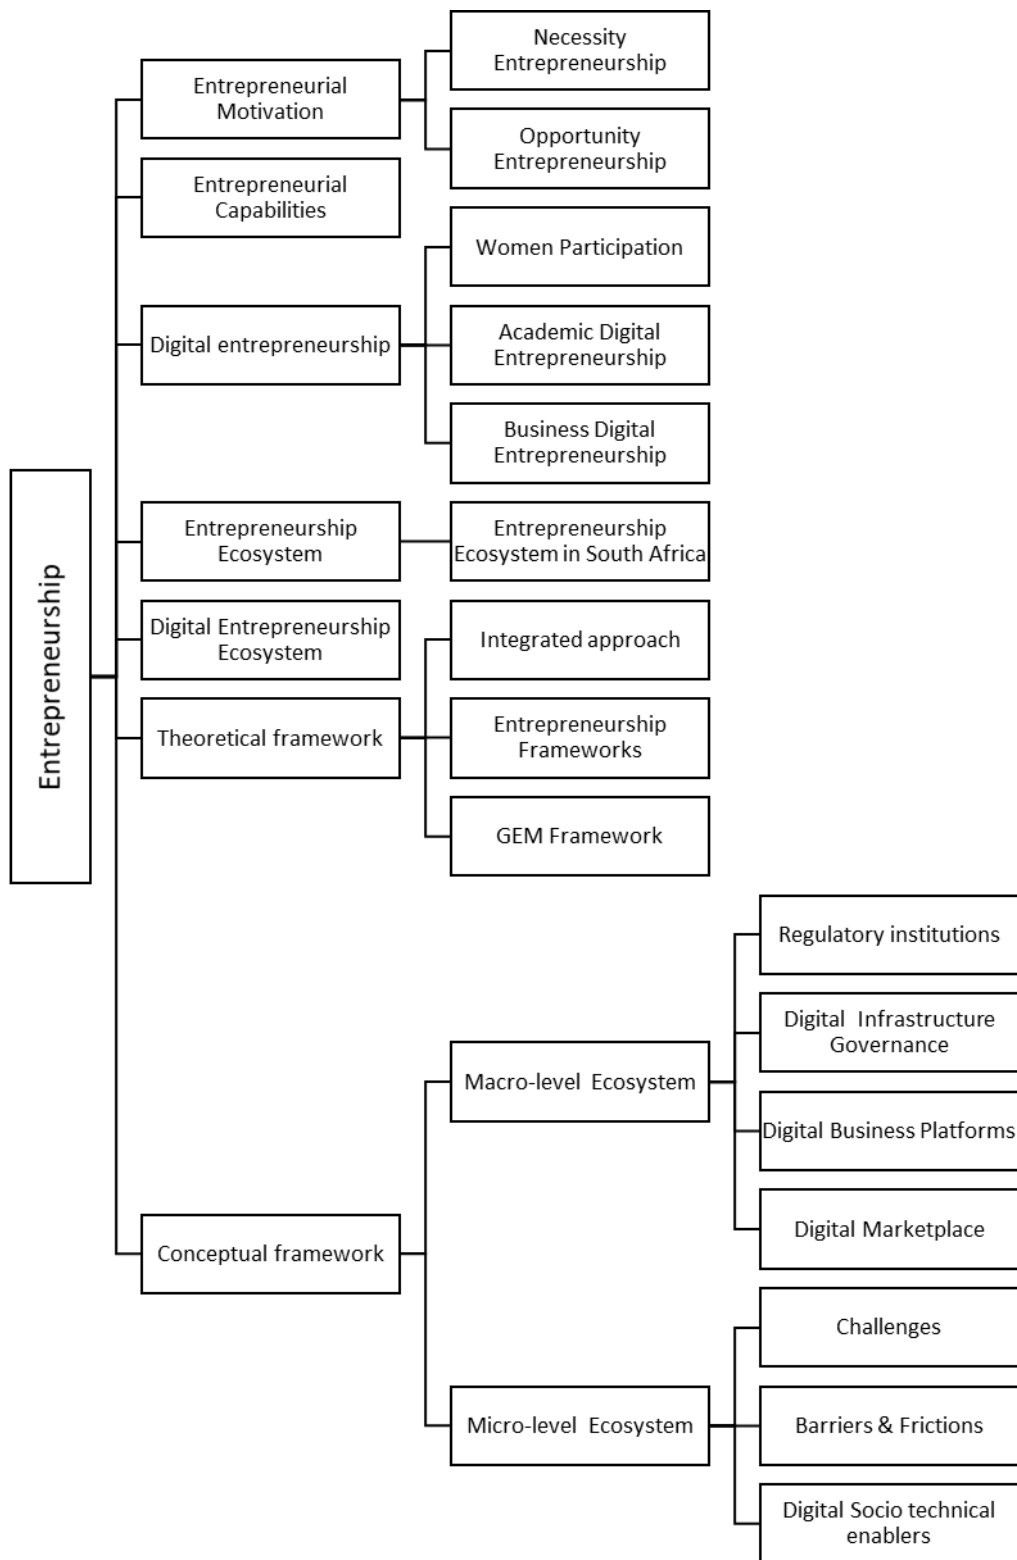 Entrepreneurship
Entrepreneurial
Motivation
Necessity
Entrepreneurship
Opportunity
Entrepreneurship
Entrepreneurial
Capabilities
Digital entrepreneurship
Women Participation
Academic Digital
Entrepreneurship
Business Digital
Entrepreneurship
Entrepreneurship
Ecosystem
Entrepreneurship
Ecosystem in South Africa
Digital Entrepreneurship
Ecosystem
Theoretical framework
Integrated approach
Entrepreneurship
Frameworks
GEM Framework
Conceptual framework
Macro-level Ecosystem
Regulatory institutions
Digital Infrastructure
Governance
Digital Business Platforms
Digital Marketplace
Micro-level Ecosystem
Challenges
Barriers & Frictions
Digital Socio technical
enablers